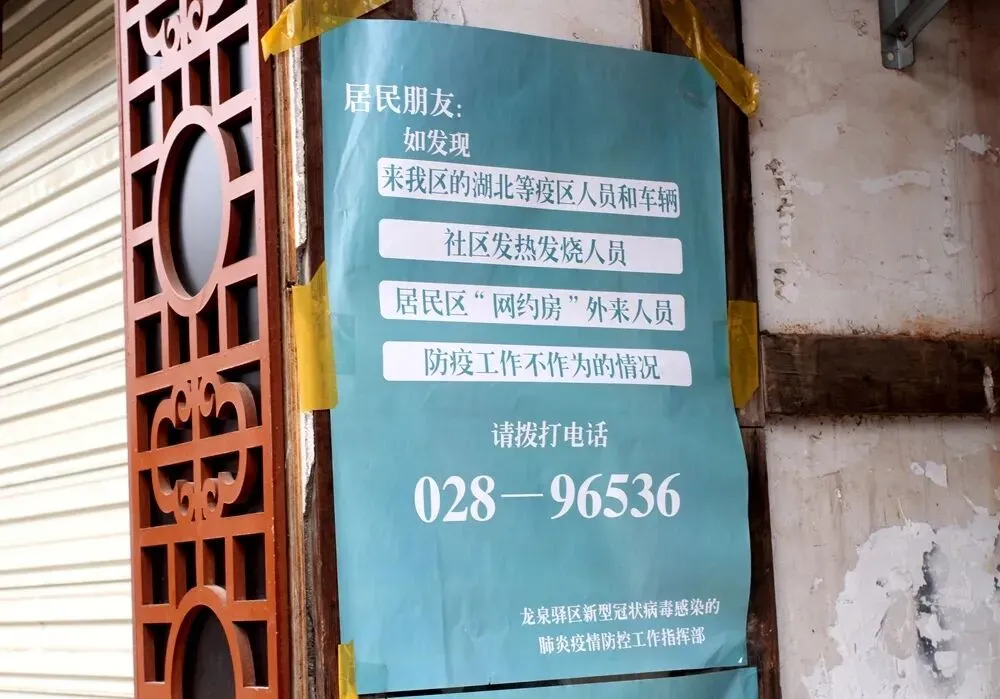 居民朋友：
如发现
来我区的湖北等疫区人员和车辆
社区发热发烧人员
居民区“网约房”外来人员
防疫工作不作为的情况
请拨打电话
028—96536
龙泉驿区新型冠状病毒感染的
肺炎疫情防控工作指挥部